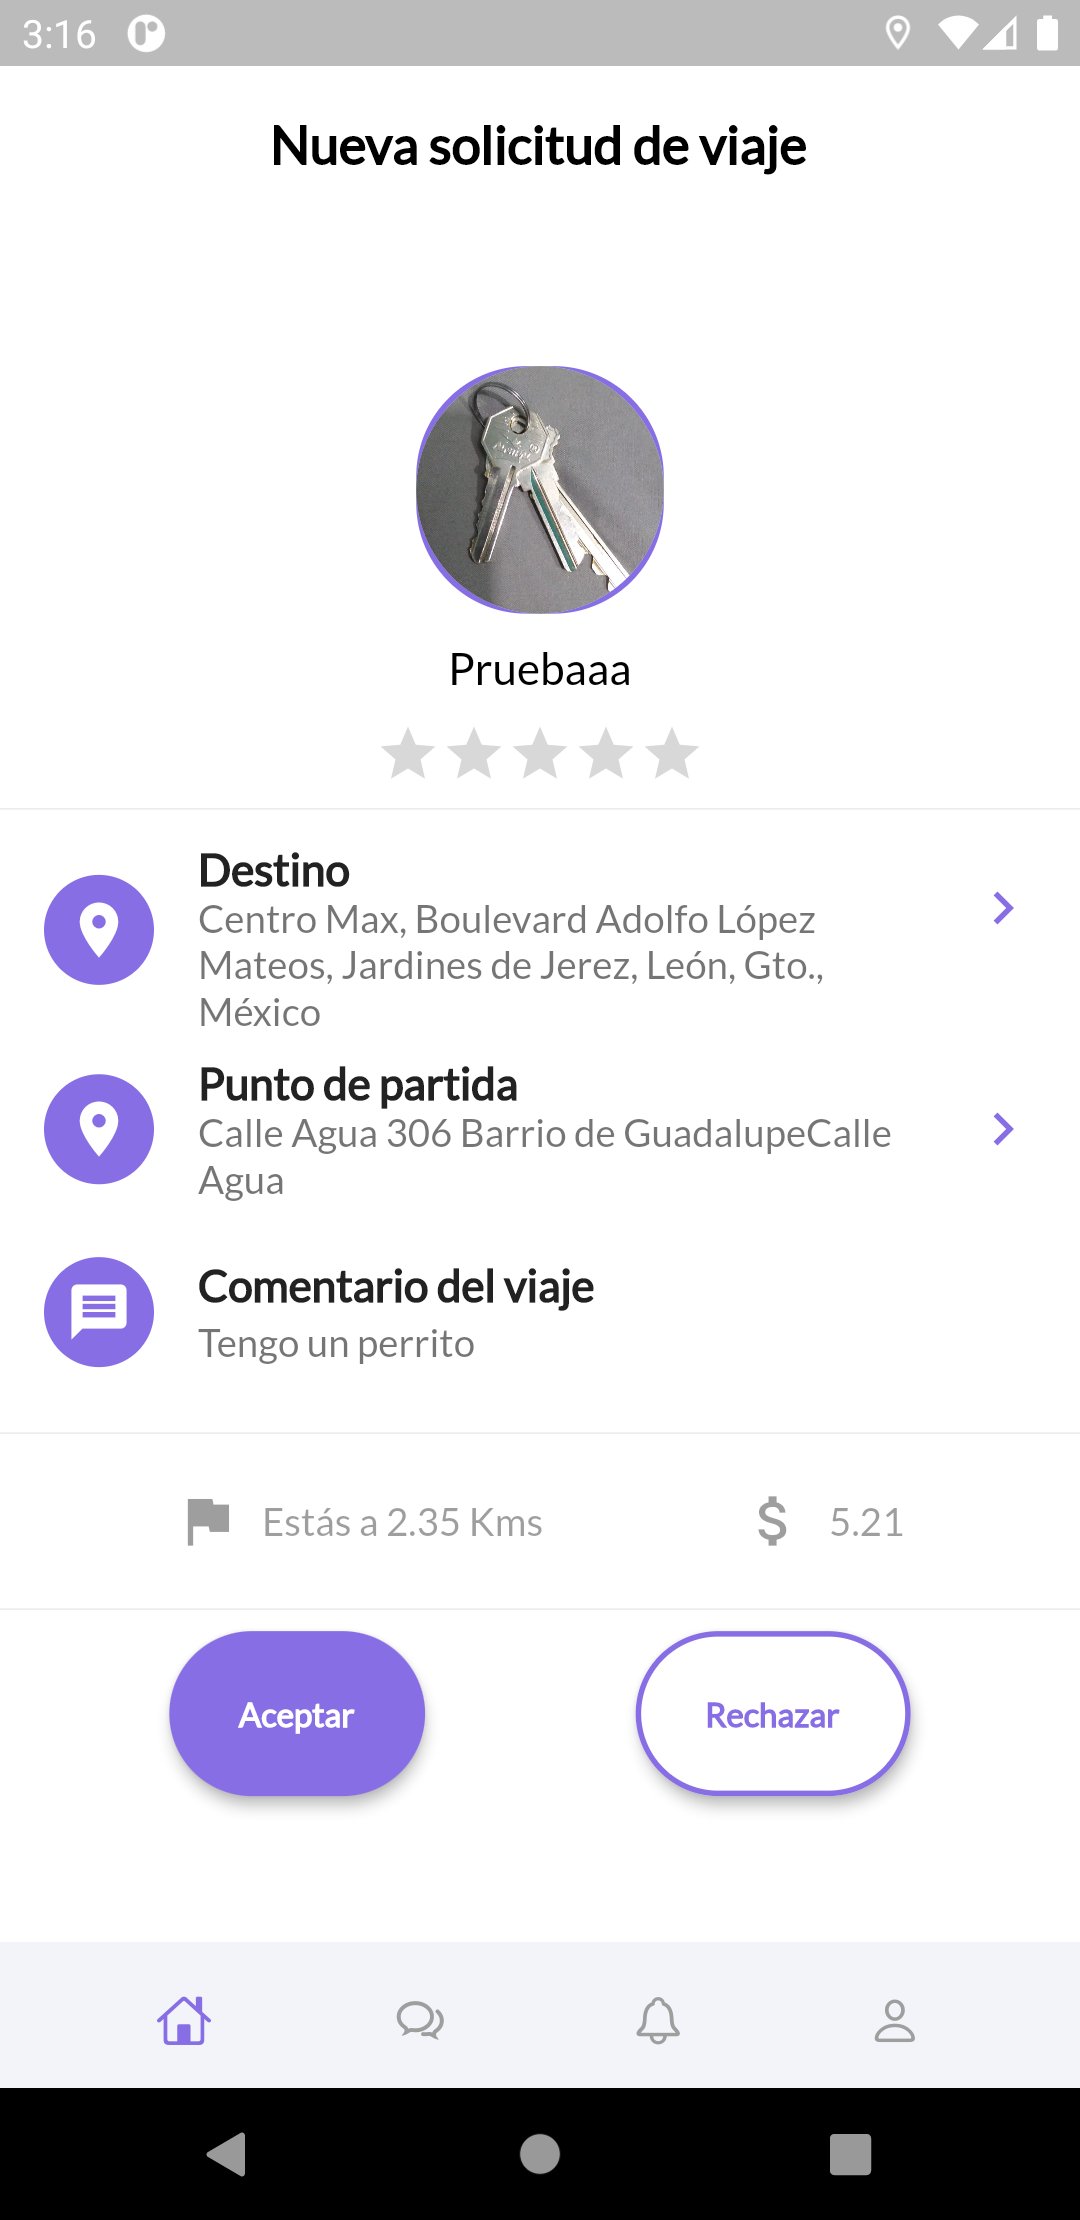 3:16
Nueva solicitud de viaje
Pruebaaa
Destino
Centro Max, Boulevard Adolfo López
Mateos, Jardines de Jerez, León, Gto.,
México
Punto de partida
Calle Agua 306 Barrio de GuadalupeCalle
Agua
Comentario del viaje
Tengo un perrito
Estás a 2.35 Kms
$ 5.21
Aceptar
Rechazar